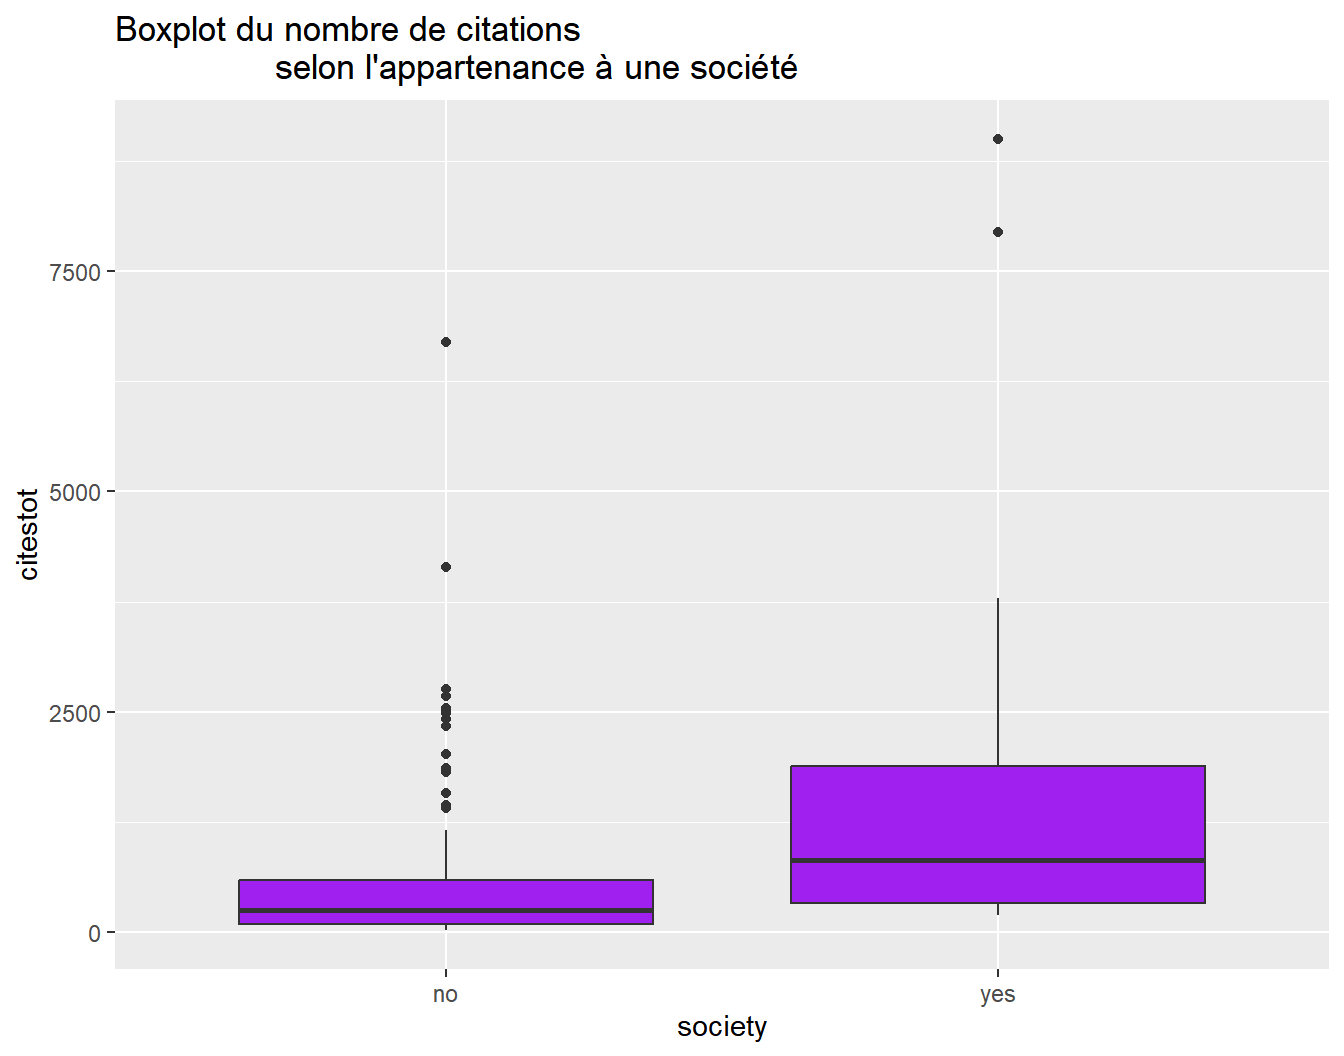 Boxplot du nombre de citations
selon l'appartenance à une société
7500
5000
2500
0
citestot
no
yes
society